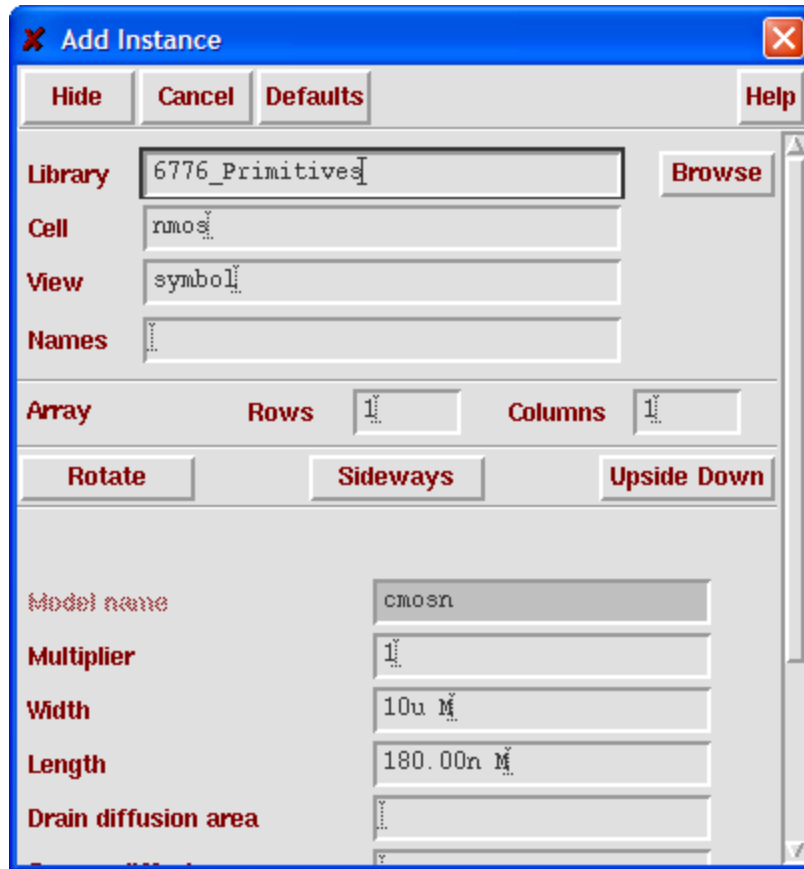 Add Instance
Hide Cancel Defaults Help
Library 6776_Primitives Browse
Cell nmos
View symbol
Names
Array Rows 1 Columns 1
Rotate Sideways Upside Down
Model name cmosn
Multiplier 1
Width 10u M
Length 180.00n M
Drain diffusion area